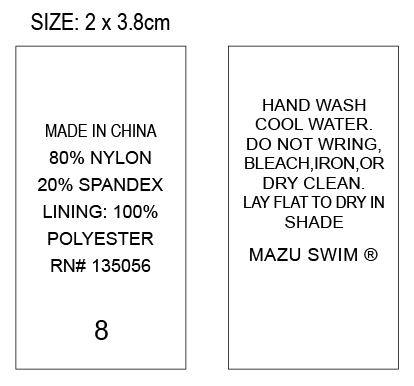 SIZE: 2 x 3.8cm
MADE IN CHINA
80% NYLON
20% SPANDEX
LINING: 100%
POLYESTER
RN# 135056
8
HAND WASH
COOL WATER.
DO NOT WRING,
BLEACH,IRON,OR
DRY CLEAN.
LAY FLAT TO DRY IN
SHADE
MAZU SWIM ®